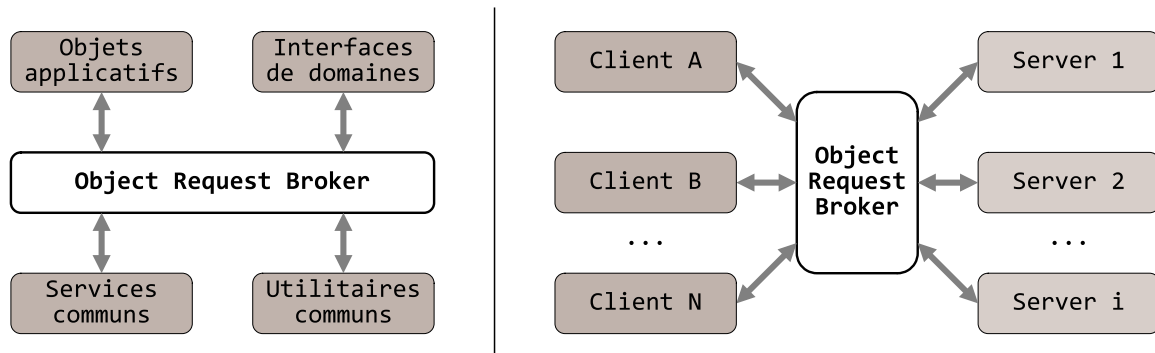 Objets
applicatifs
Interfaces
de domaines
Object Request Broker
Services
communs
Utilitaires
communs
Client A
Client B
...
Client N
Object
Request
Broker
Server 1
Server 2
...
Server i